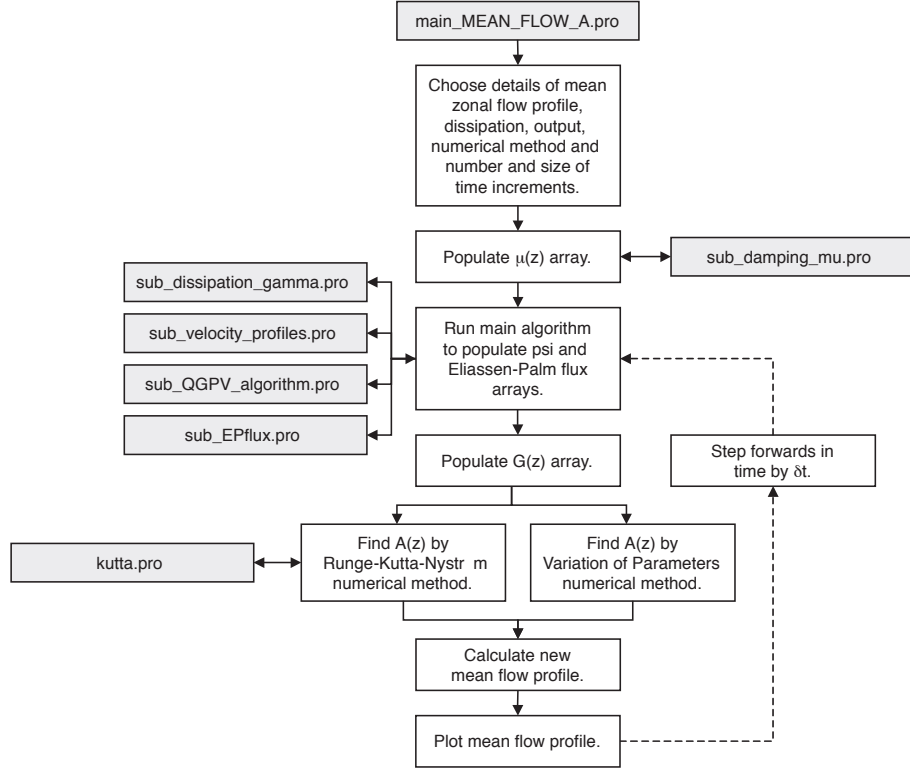 main_MEAN_FLOW_A.pro
Choose details of mean
zonal flow profile,
dissipation, output,
numerical method and
number and size of
time increments.
Populate μ(z) array.
sub_damping_mu.pro
sub_dissipation_gamma.pro
sub_velocity_profiles.pro
sub_QGPV_algorithm.pro
sub_EPflux.pro
Run main algorithm
to populate psi and
Eliassen-Palm flux
arrays.
Populate G(z) array.
Step forwards in
time by δt.
kutta.pro
Find A(z) by
Runge-Kutta-Nystr m
numerical method.
Find A(z) by
Variation of Parameters
numerical method.
Calculate new
mean flow profile.
Plot mean flow profile.